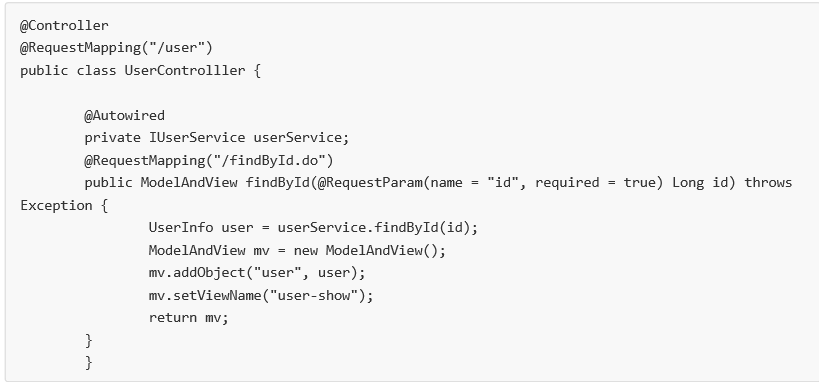 @Controller
@RequestMapping("/user")
public class UserControlller {
@Autowired
private IUserService userService;
@RequestMapping("/findById.do")
public ModelAndView findById(@RequestParam(name = "id", required = true) Long id) throws
Exception {
UserInfo user = userService.findById(id);
ModelAndView mv = new ModelAndView();
mv.addObject("user", user);
mv.setViewName("user-show");
return mv;
}
}